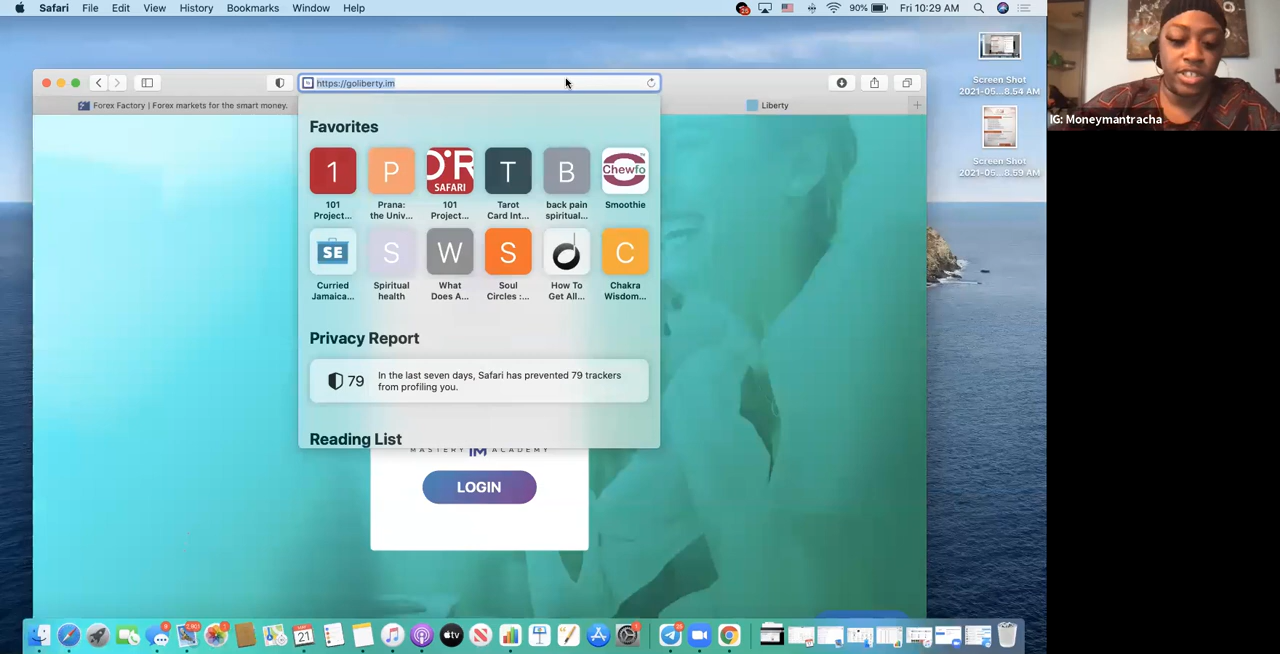 Safari File Edit View History Bookmarks Window Help
90% Fri 10:29 AM
https://goliberty.im
Forex Factory | Forex markets for the smart money.
Liberty
IG: Moneymantracha
Screen Shot
2021-05...8.54 AM
Screen Shot
2021-05...8.59 AM
Favorites
1 P D'R SAFARI T B Chewfo
101 Project...
Prana: the Univ...
101 Project...
Tarot Card Int...
back pain spiritual...
Smoothie
SE S W S C
Curried Jamaica...
Spiritual health
What Does A...
Soul Circles :...
How To Get All...
Chakra Wisdom...
Privacy Report
79
In the last seven days, Safari has prevented 79 trackers
from profiling you.
Reading List
MASTERY IM ACADEMY
LOGIN